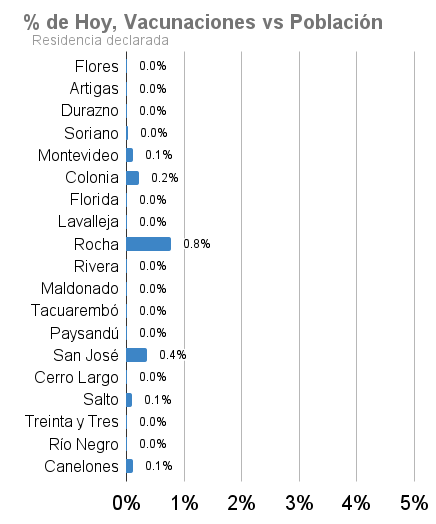 % de Hoy, Vacunaciones vs Población
Residencia declarada
Flores 0.0%
Artigas 0.0%
Durazno 0.0%
Soriano 0.0%
Montevideo 0.1%
Colonia 0.2%
Florida 0.0%
Lavalleja 0.0%
Rocha 0.8%
Rivera 0.0%
Maldonado 0.0%
Tacuarembó 0.0%
Paysandú 0.0%
San José 0.4%
Cerro Largo 0.0%
Salto 0.1%
Treinta y Tres 0.0%
Río Negro 0.0%
Canelones 0.1%
0% 1% 2% 3% 4% 5%